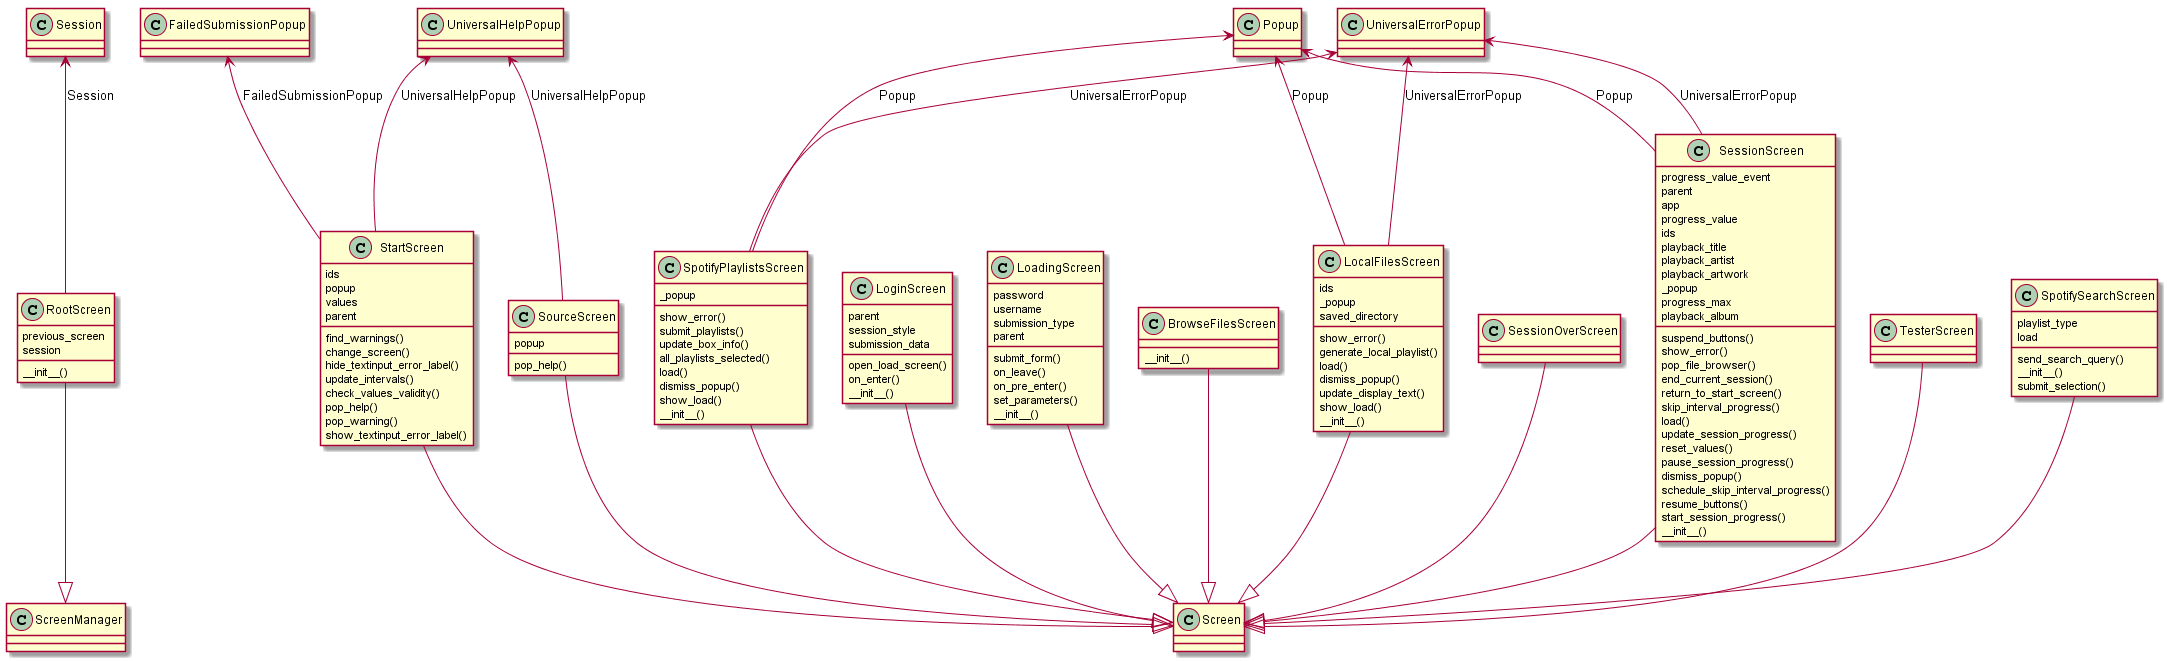 C Session
C FailedSubmissionPopup
C UniversalHelpPopup
C Popup
C UniversalErrorPopup
Session
FailedSubmissionPopup
UniversalHelpPopup
UniversalHelpPopup
Popup
UniversalErrorPopup
Popup
UniversalErrorPopup
Popup
UniversalErrorPopup
C RootScreen
previous_screen
session
__init__()
C StartScreen
ids
popup
values
parent
find_warnings()
change_screen()
hide_textinput_error_label()
update_intervals()
check_values_validity()
pop_help()
pop_warning()
show_textinput_error_label()
C SourceScreen
popup
pop_help()
C SpotifyPlaylistsScreen
_popup
show_error()
submit_playlists()
update_box_info()
all_playlists_selected()
load()
dismiss_popup()
show_load()
__init__()
C LoginScreen
parent
session_style
submission_data
open_load_screen()
on_enter()
__init__()
C LoadingScreen
password
username
submission_type
parent
submit_form()
on_leave()
on_pre_enter()
set_parameters()
__init__()
C BrowseFilesScreen
__init__()
C LocalFilesScreen
ids
_popup
saved_directory
show_error()
generate_local_playlist()
load()
dismiss_popup()
update_display_text()
show_load()
__init__()
C SessionOverScreen
C SessionScreen
progress_value_event
parent
app
progress_value
ids
playback_title
playback_artist
playback_artwork
_popup
progress_max
playback_album
suspend_buttons()
show_error()
pop_file_browser()
end_current_session()
return_to_start_screen()
skip_interval_progress()
load()
update_session_progress()
reset_values()
pause_session_progress()
dismiss_popup()
schedule_skip_interval_progress()
resume_buttons()
start_session_progress()
__init__()
C TesterScreen
C SpotifySearchScreen
playlist_type
load
send_search_query()
__init__()
submit_selection()
C ScreenManager
C Screen